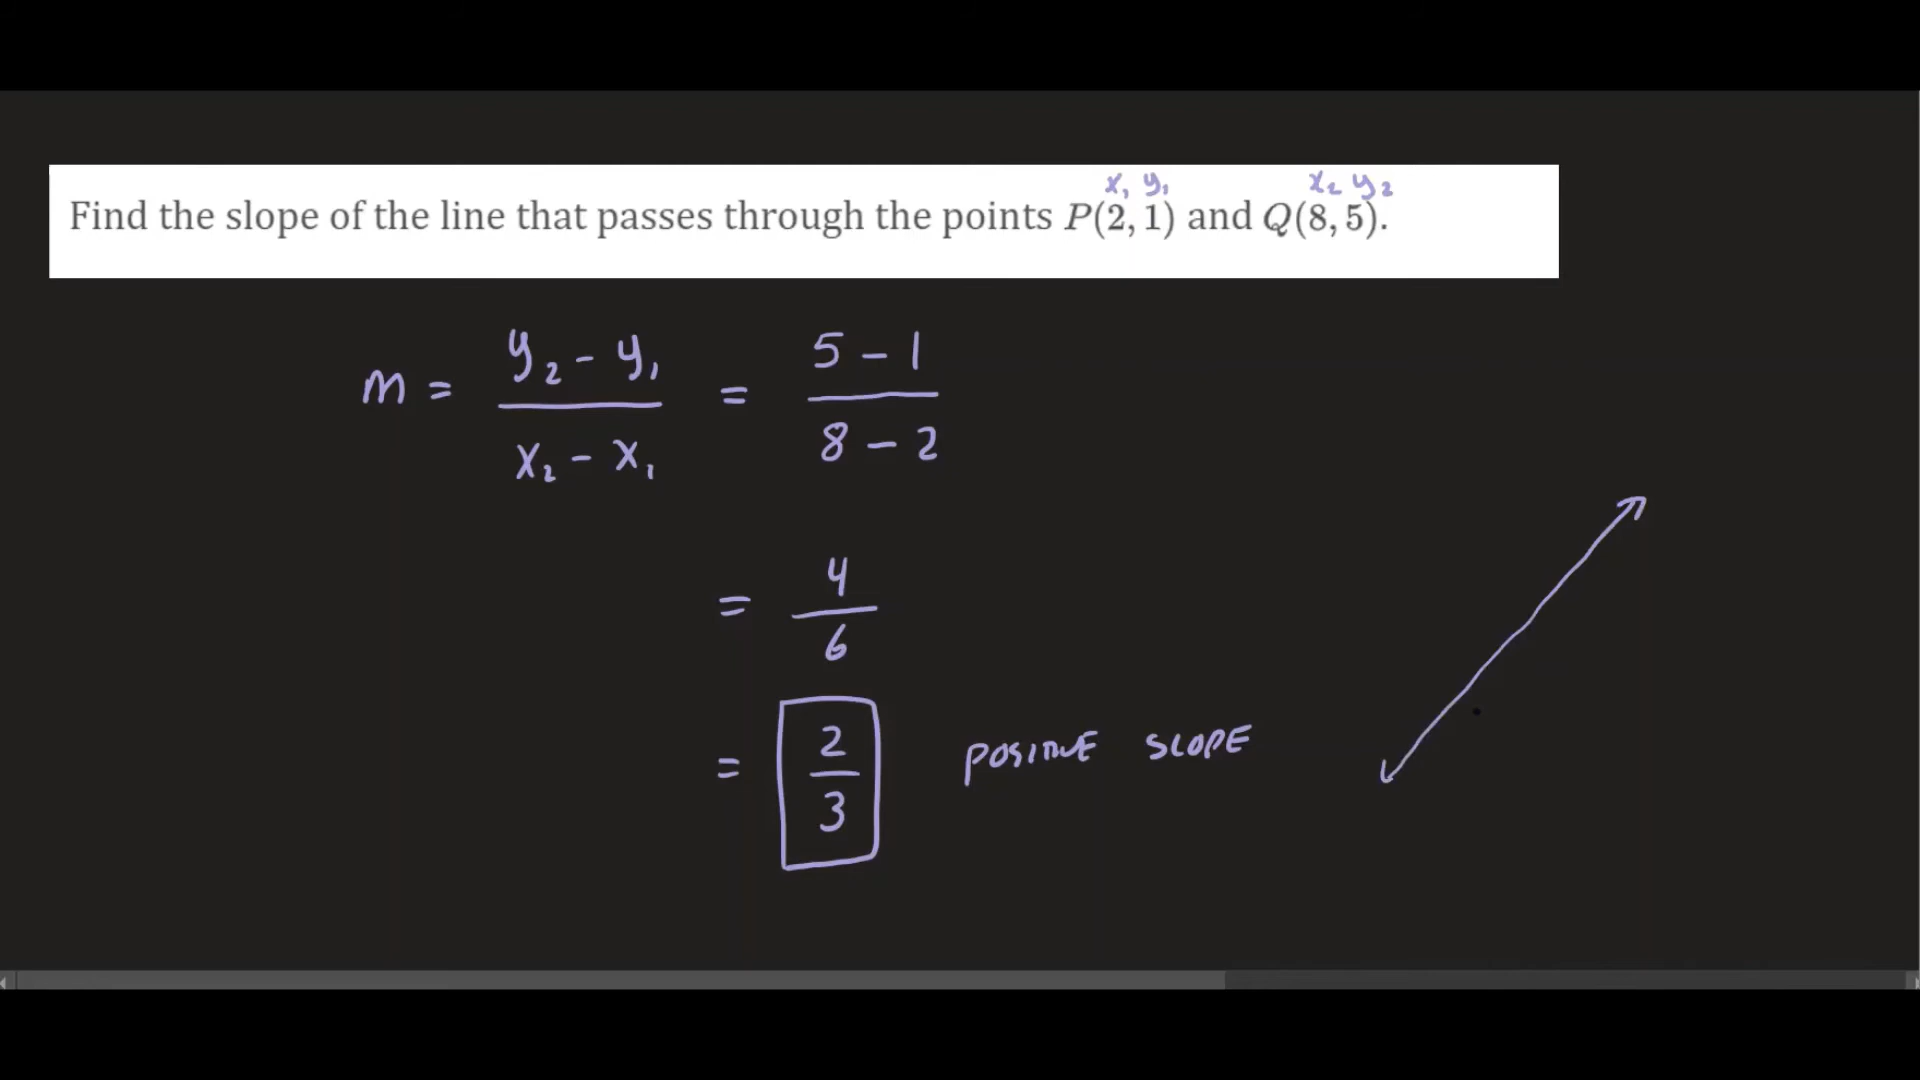 x₁ y₁ x₂ y₂
Find the slope of the line that passes through the points P(2, 1) and Q(8, 5).
m = (y₂ - y₁)/(x₂ - x₁) = (5 - 1)/(8 - 2)
= 4/6
= 2/3 POSITIVE SLOPE